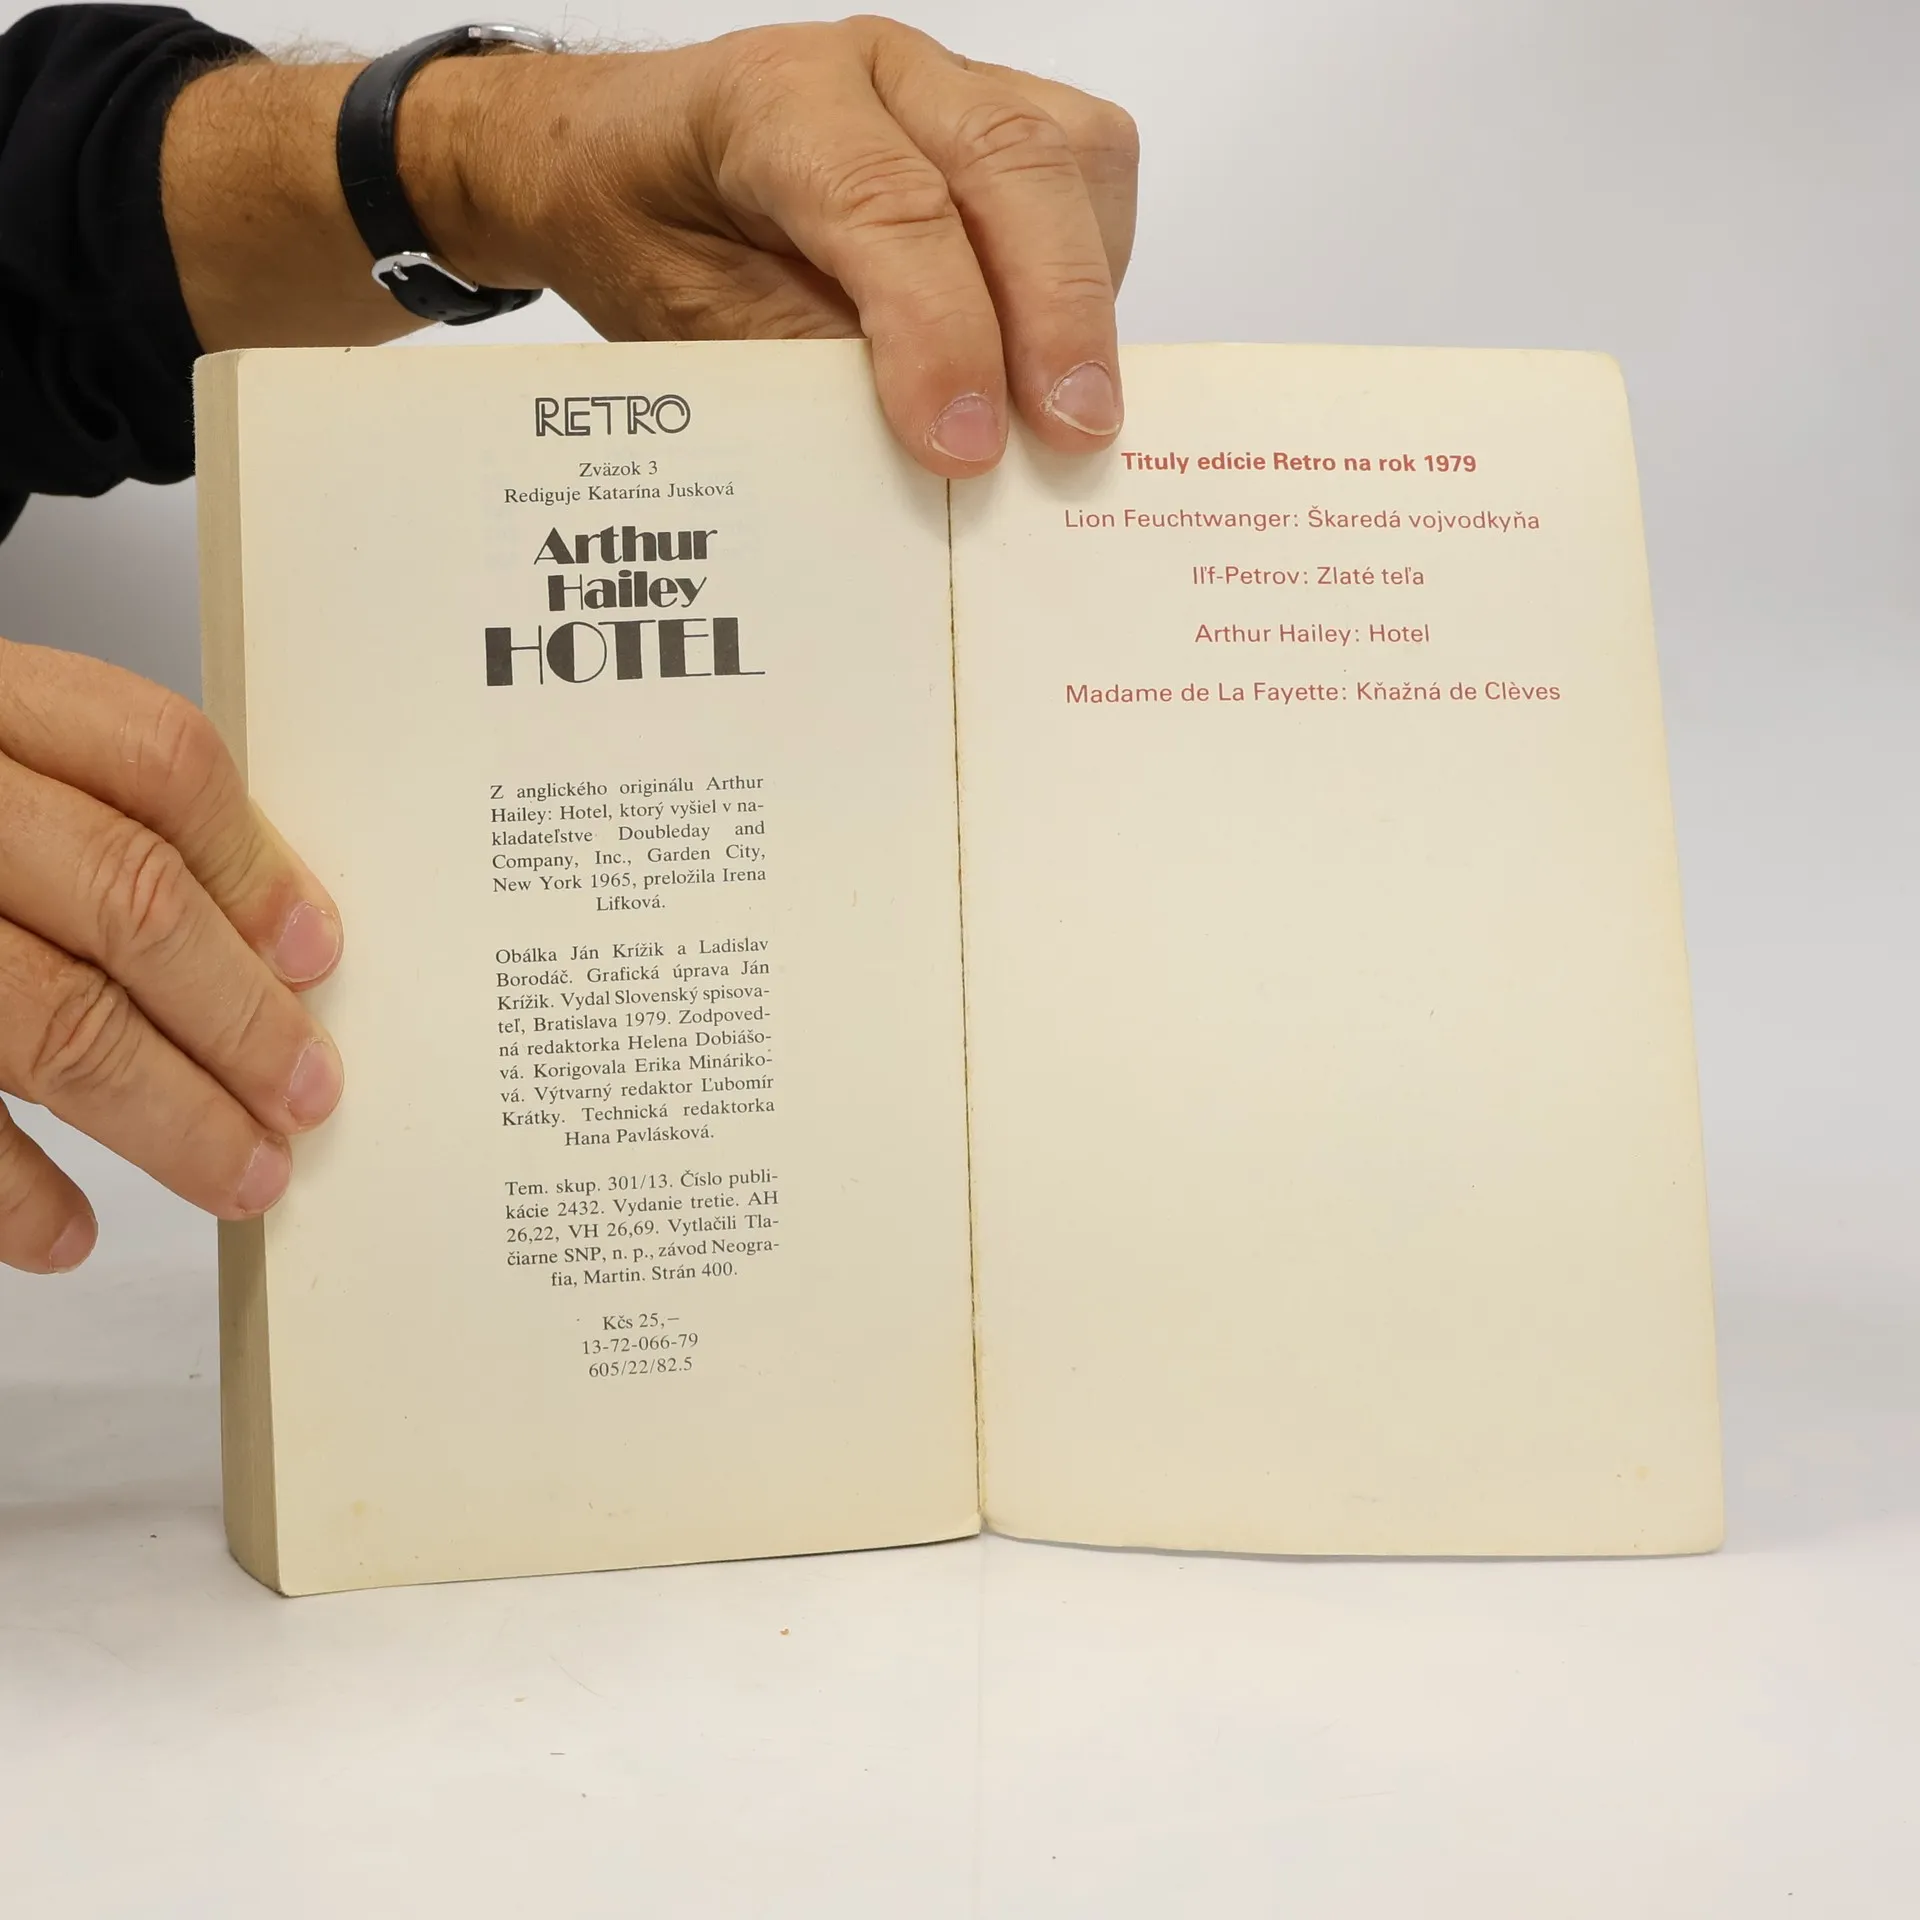 RETRO
Zväzok 3
Rediguje Katarína Jusková
Arthur
Hailey
HOTEL
Z anglického originálu Arthur
Hailey: Hotel, ktorý vyšiel v na-
kladateľstve Doubleday and
Company, Inc., Garden City,
New York 1965, preložila Irena
Lifková.
Obálka Ján Krížik a Ladislav
Borodáč. Grafická úprava Ján
Krížik. Vydal Slovenský spisova-
teľ, Bratislava 1979. Zodpoved-
ná redaktorka Helena Dobiášo-
vá. Korigovala Erika Mináriko-
vá. Výtvarný redaktor Ľubomír
Krátky. Technická redaktorka
Hana Pavlásková.
Tem. skup. 301/13. Číslo publi-
kácie 2432. Vydanie tretie. AH
26,22, VH 26,69. Vytlačili Tla-
čiarne SNP, n. p., závod Neogra-
fia, Martin. Strán 400.
Kčs 25,—
13-72-066-79
605/22/82.5
Tituly edície Retro na rok 1979
Lion Feuchtwanger: Škaredá vojvodkyňa
Iľf-Petrov: Zlaté teľa
Arthur Hailey: Hotel
Madame de La Fayette: Kňažná de Clèves